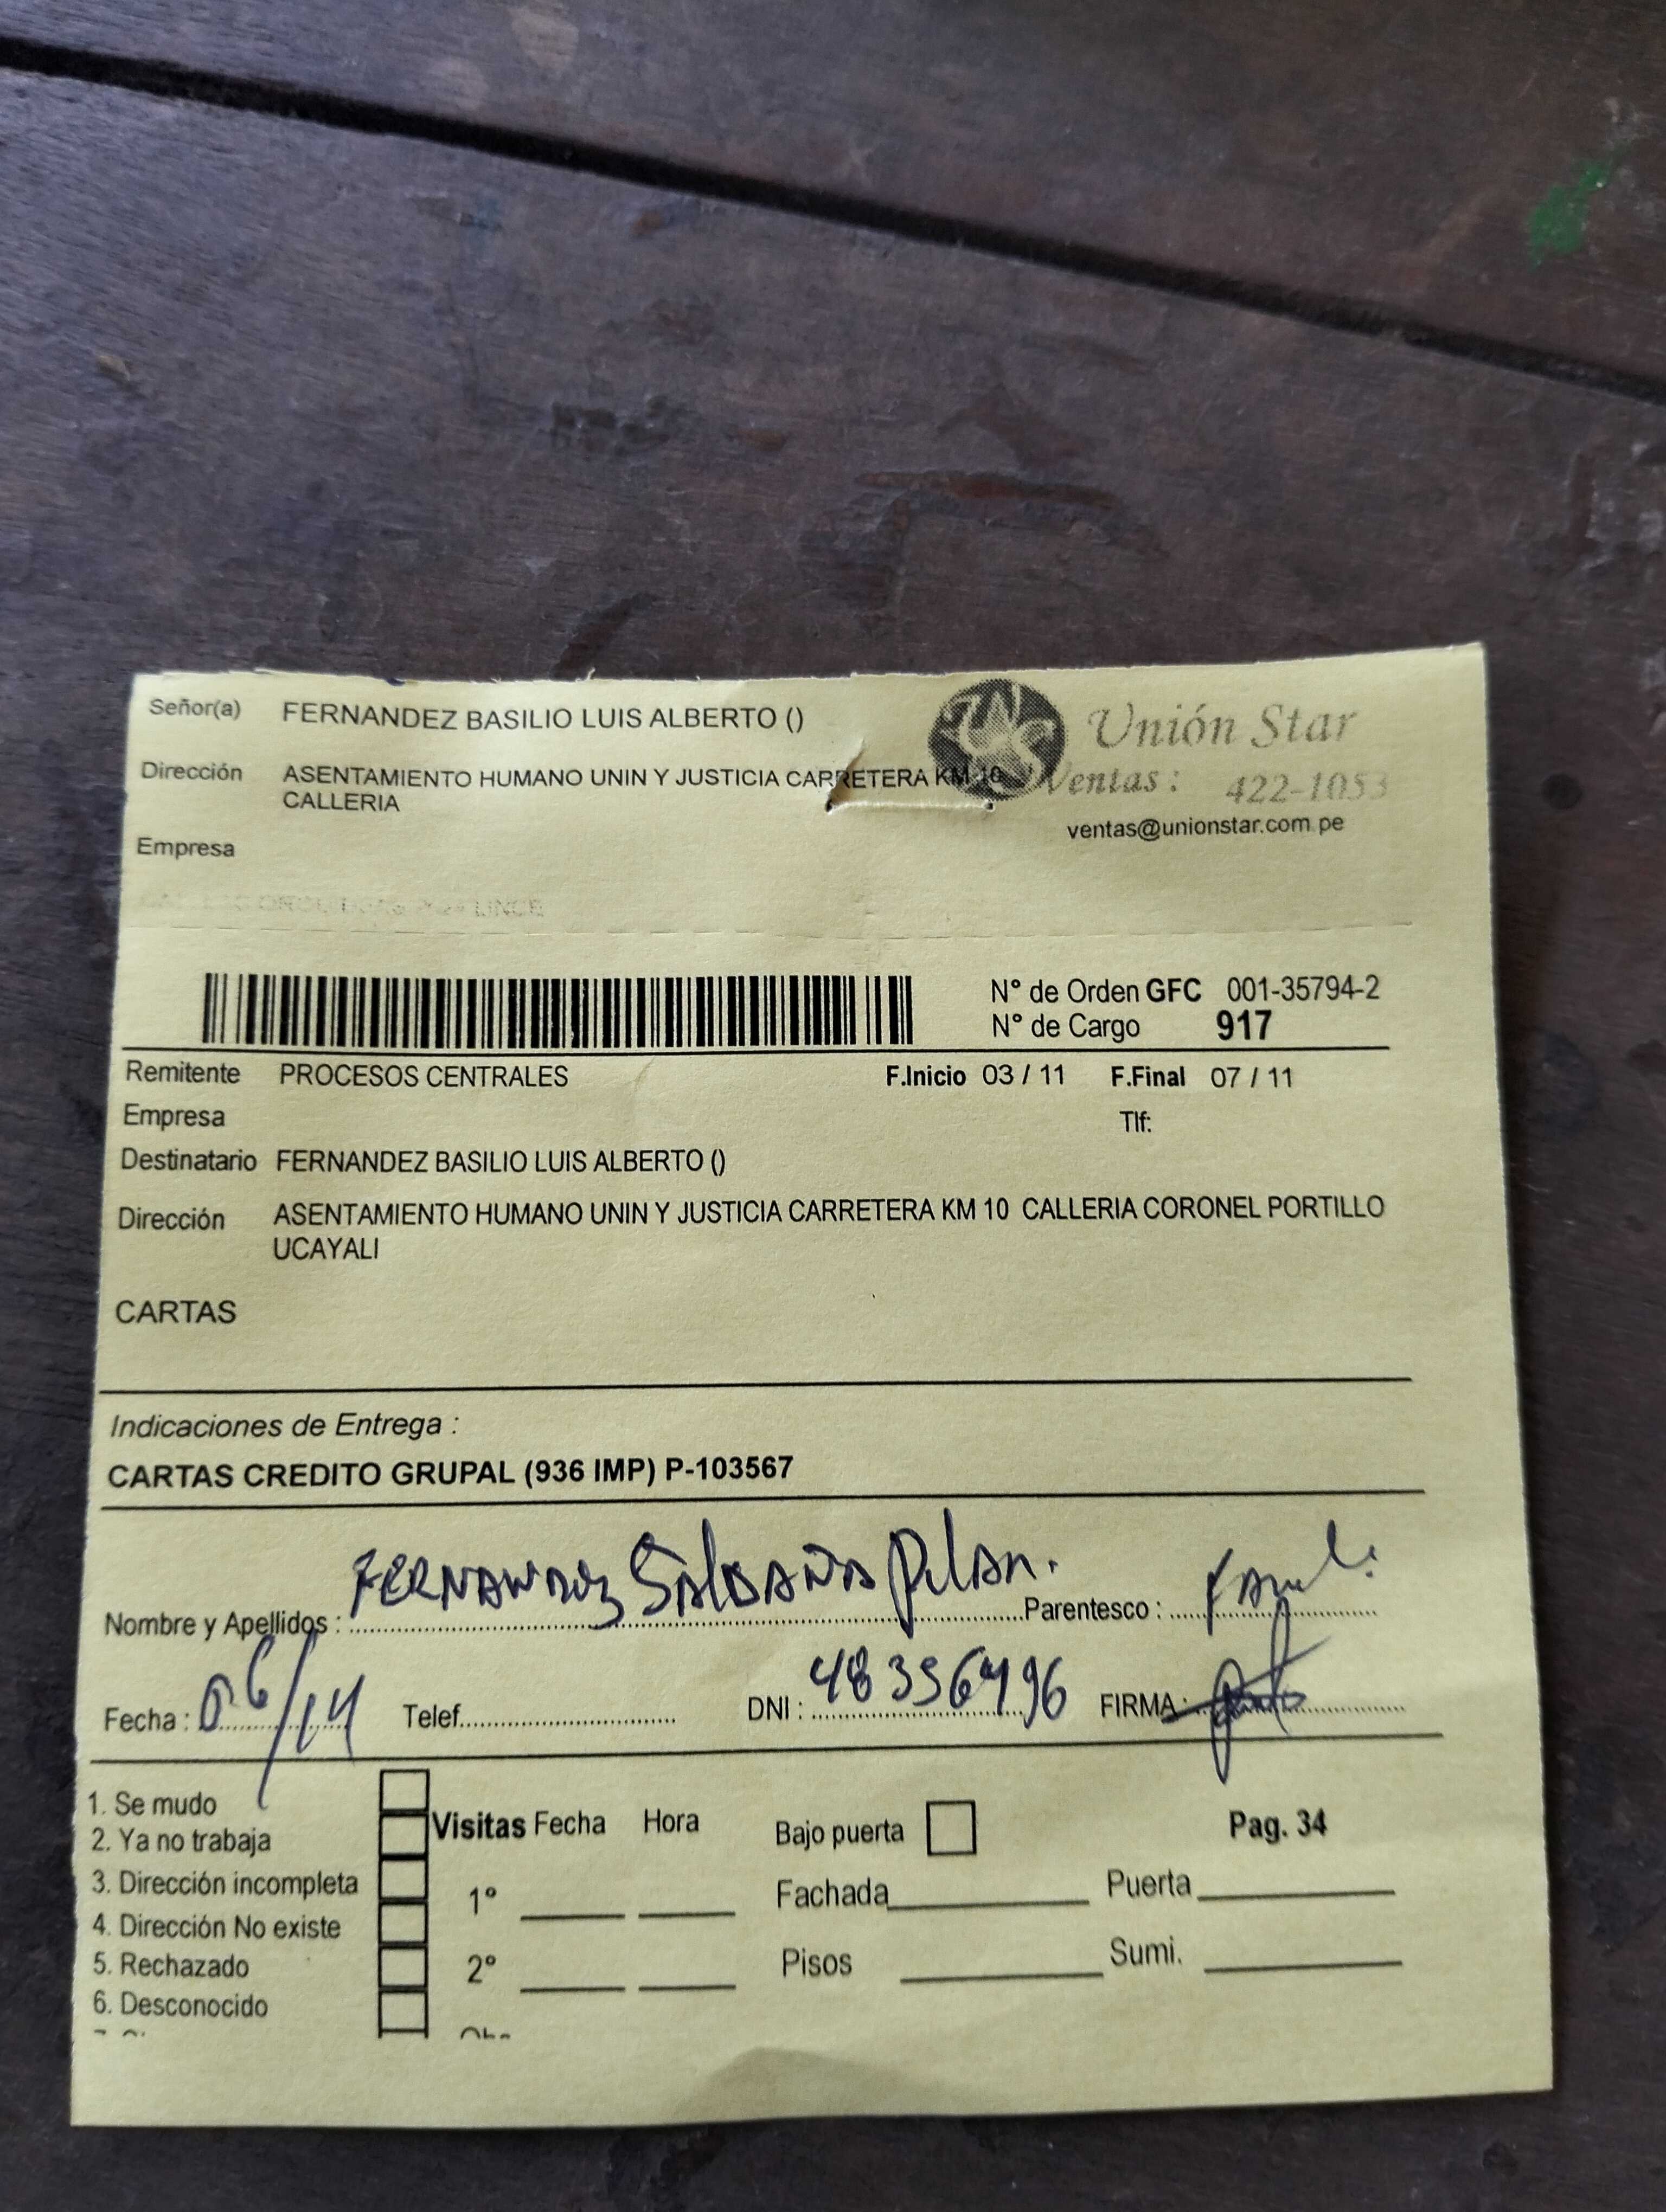 Señor(a) FERNANDEZ BASILIO LUIS ALBERTO ()
Unión Star
Dirección ASENTAMIENTO HUMANO UNIN Y JUSTICIA CARRETERA KM 10
CALLERIA
Ventas : 422-1053
ventas@unionstar.com.pe
Empresa
LINCE
N° de Orden GFC 001-35794-2
N° de Cargo 917
Remitente PROCESOS CENTRALES F.Inicio 03 / 11 F.Final 07 / 11
Empresa Tlf:
Destinatario FERNANDEZ BASILIO LUIS ALBERTO ()
Dirección ASENTAMIENTO HUMANO UNIN Y JUSTICIA CARRETERA KM 10 CALLERIA CORONEL PORTILLO
UCAYALI
CARTAS
Indicaciones de Entrega :
CARTAS CREDITO GRUPAL (936 IMP) P-103567
Nombre y Apellidos : FERNANDEZ SALDAÑA Parentesco : Fami.
Fecha : 06/11 Telef. DNI : 48356496 FIRMA :
1. Se mudo
2. Ya no trabaja
Visitas Fecha Hora Bajo puerta Pag. 34
3. Dirección incompleta
1° Fachada Puerta
4. Dirección No existe
5. Rechazado
2° Pisos Sumi.
6. Desconocido